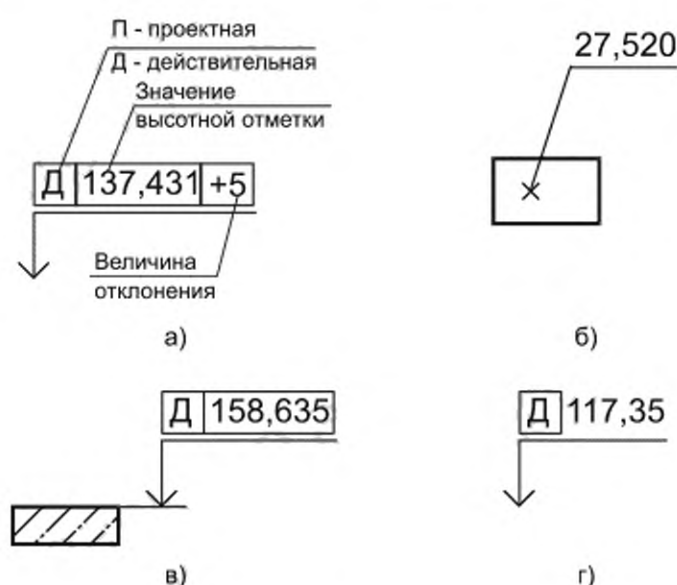 П - проектная
Д - действительная
Значение
высотной отметки
Д 137,431 +5
Величина
отклонения
а)
27,520
б)
Д 158,635
в)
Д 117,35
г)